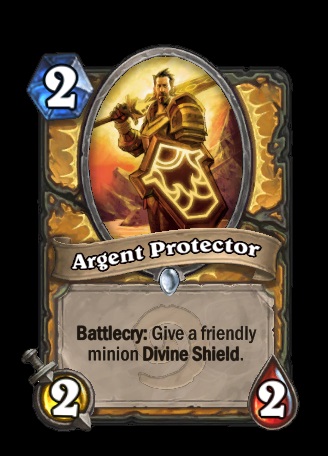 2
Argent Protector
Battlecry: Give a friendly
minion Divine Shield.
2
2